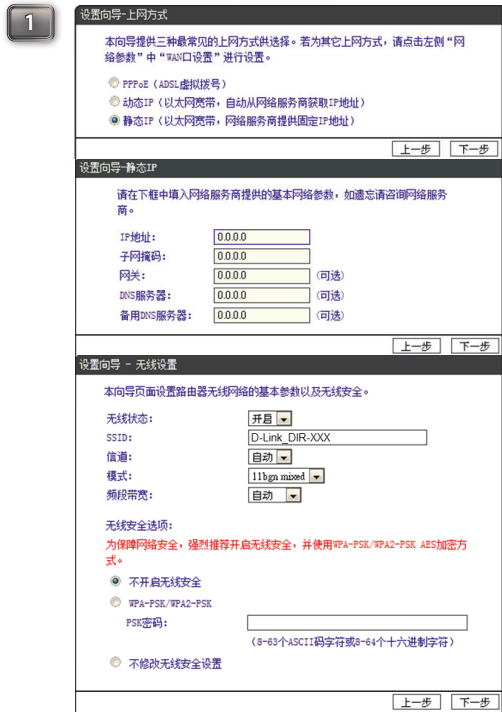 1
设置向导-上网方式
本向导提供三种最常见的上网方式供选择。若为其它上网方式，请点击左侧“网
络参数”中“WAN口设置”进行设置。
PPPoE（ADSL虚拟拨号）
动态IP（以太网宽带，自动从网络服务商获取IP地址）
静态IP（以太网宽带，网络服务商提供固定IP地址）
上一步 下一步
设置向导-静态IP
请在下框中填入网络服务商提供的基本网络参数，如遗忘请咨询网络服务
商。
IP地址： 0.0.0.0
子网掩码： 0.0.0.0
网关： 0.0.0.0 （可选）
DNS服务器： 0.0.0.0 （可选）
备用DNS服务器： 0.0.0.0 （可选）
上一步 下一步
设置向导 - 无线设置
本向导页面设置路由器无线网络的基本参数以及无线安全。
无线状态： 开启
SSID： D-Link_DIR-XXX
信道： 自动
模式： 11bgn mixed
频段带宽： 自动
无线安全选项：
为保障网络安全，强烈推荐开启无线安全，并使用WPA-PSK/WPA2-PSK AES加密方
式。
不开启无线安全
WPA-PSK/WPA2-PSK
PSK密码：
（8-63个ASCII码字符或8-64个十六进制字符）
不修改无线安全设置
上一步 下一步